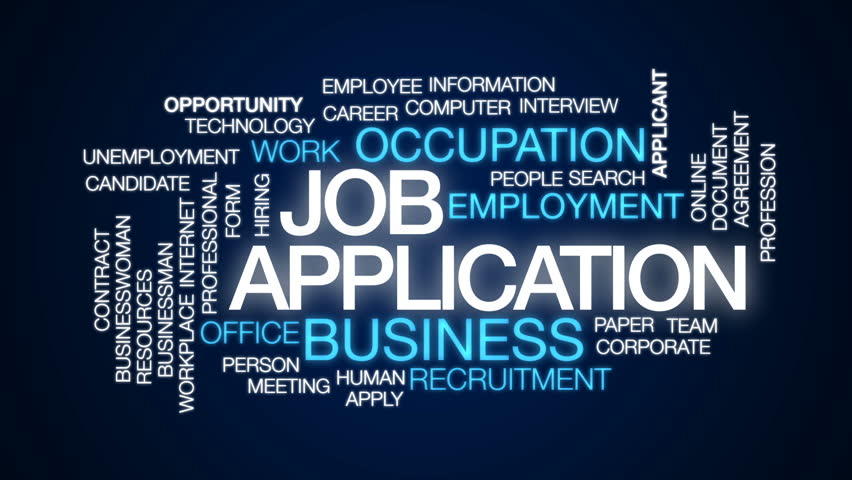 EMPLOYEE INFORMATION
OPPORTUNITY
CAREER COMPUTER INTERVIEW
TECHNOLOGY
UNEMPLOYMENT WORK OCCUPATION
APPLICANT
CANDIDATE
PEOPLE SEARCH
FORM
HIRING
JOB EMPLOYMENT
ONLINE
DOCUMENT
AGREEMENT
PROFESSION
APPLICATION
CONTRACT
BUSINESSWOMAN
RESOURCES
BUSINESSMAN
WORKPLACE INTERNET
PROFESSIONAL
OFFICE BUSINESS
PAPER TEAM
CORPORATE
PERSON
MEETING
HUMAN RECRUITMENT
APPLY